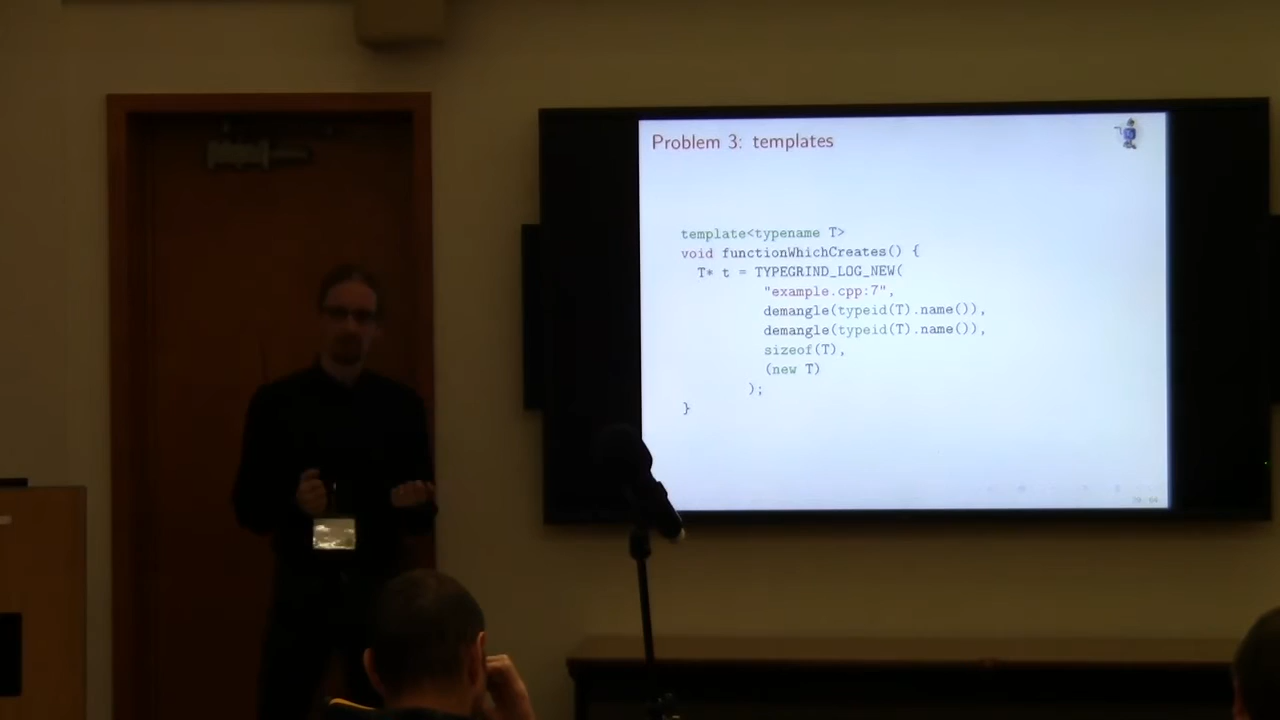 Problem 3: templates
template<typename T>
void functionWhichCreates() {
T* t = TYPEGRIND_LOG_NEW(
"example.cpp:7",
demangle(typeid(T).name()),
demangle(typeid(T).name()),
sizeof(T),
(new T)
);
}